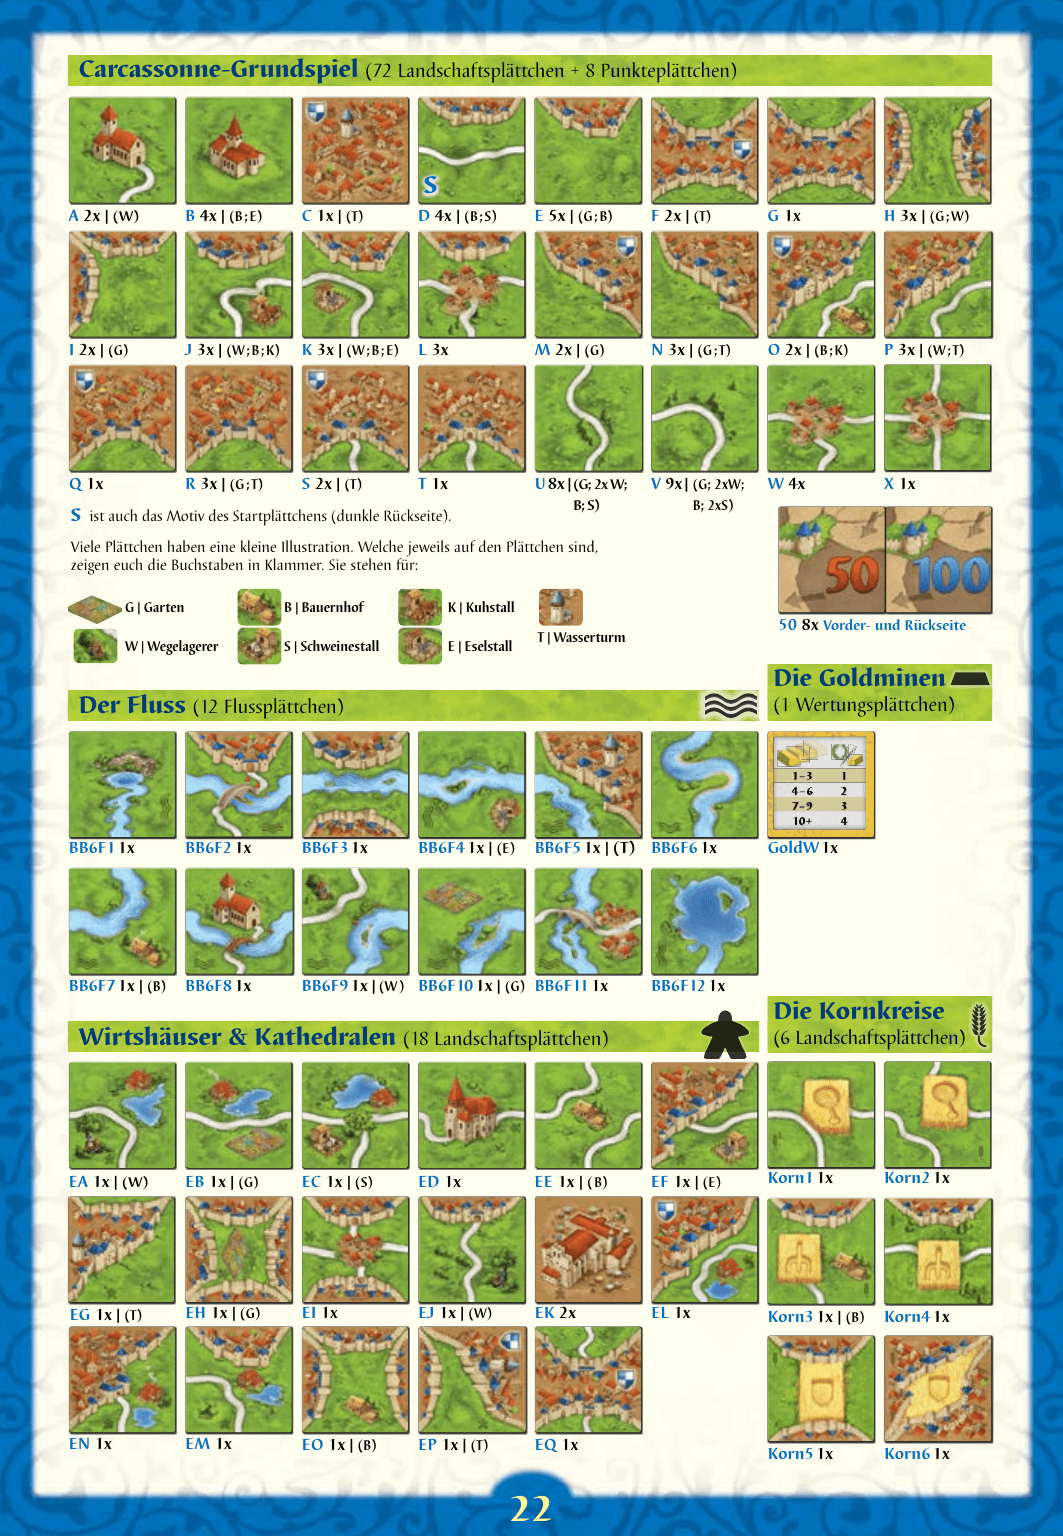 Carcassonne-Grundspiel (72 Landschaftsplättchen + 8 Punkteplättchen)
S
A 2x | (W) B 4x | (B;E) C 1x | (T) D 4x | (B;S) E 5x | (G;B) F 2x | (T) G 1x H 3x | (G;W)
I 2x | (G) J 3x | (W;B;K) K 3x | (W;B;E) L 3x M 2x | (G) N 3x | (G;T) O 2x | (B;K) P 3x | (W;T)
Q 1x R 3x | (G;T) S 2x | (T) T 1x U 8x | (G; 2xW; V 9x | (G; 2xW; W 4x X 1x
B; S) B; 2xS)
S ist auch das Motiv des Startplättchens (dunkle Rückseite).
Viele Plättchen haben eine kleine Illustration. Welche jeweils auf den Plättchen sind,
zeigen euch die Buchstaben in Klammer. Sie stehen für:
G | Garten B | Bauernhof K | Kuhstall
T | Wasserturm
W | Wegelagerer S | Schweinestall E | Eselstall
50 100
50 8x Vorder- und Rückseite
Der Fluss (12 Flussplättchen)
Die Goldminen
(1 Wertungsplättchen)
1-3 1
4-6 2
7-9 3
10+ 4
BB6F1 1x BB6F2 1x BB6F3 1x BB6F4 1x | (E) BB6F5 1x | (T) BB6F6 1x GoldW 1x
BB6F7 1x | (B) BB6F8 1x BB6F9 1x | (W) BB6F10 1x | (G) BB6F11 1x BB6F12 1x
Wirtshäuser & Kathedralen (18 Landschaftsplättchen)
Die Kornkreise
(6 Landschaftsplättchen)
EA 1x | (W) EB 1x | (G) EC 1x | (S) ED 1x EE 1x | (B) EF 1x | (E) Korn1 1x Korn2 1x
EG 1x | (T) EH 1x | (G) EI 1x EJ 1x | (W) EK 2x EL 1x Korn3 1x | (B) Korn4 1x
EN 1x EM 1x EO 1x | (B) EP 1x | (T) EQ 1x Korn5 1x Korn6 1x
22